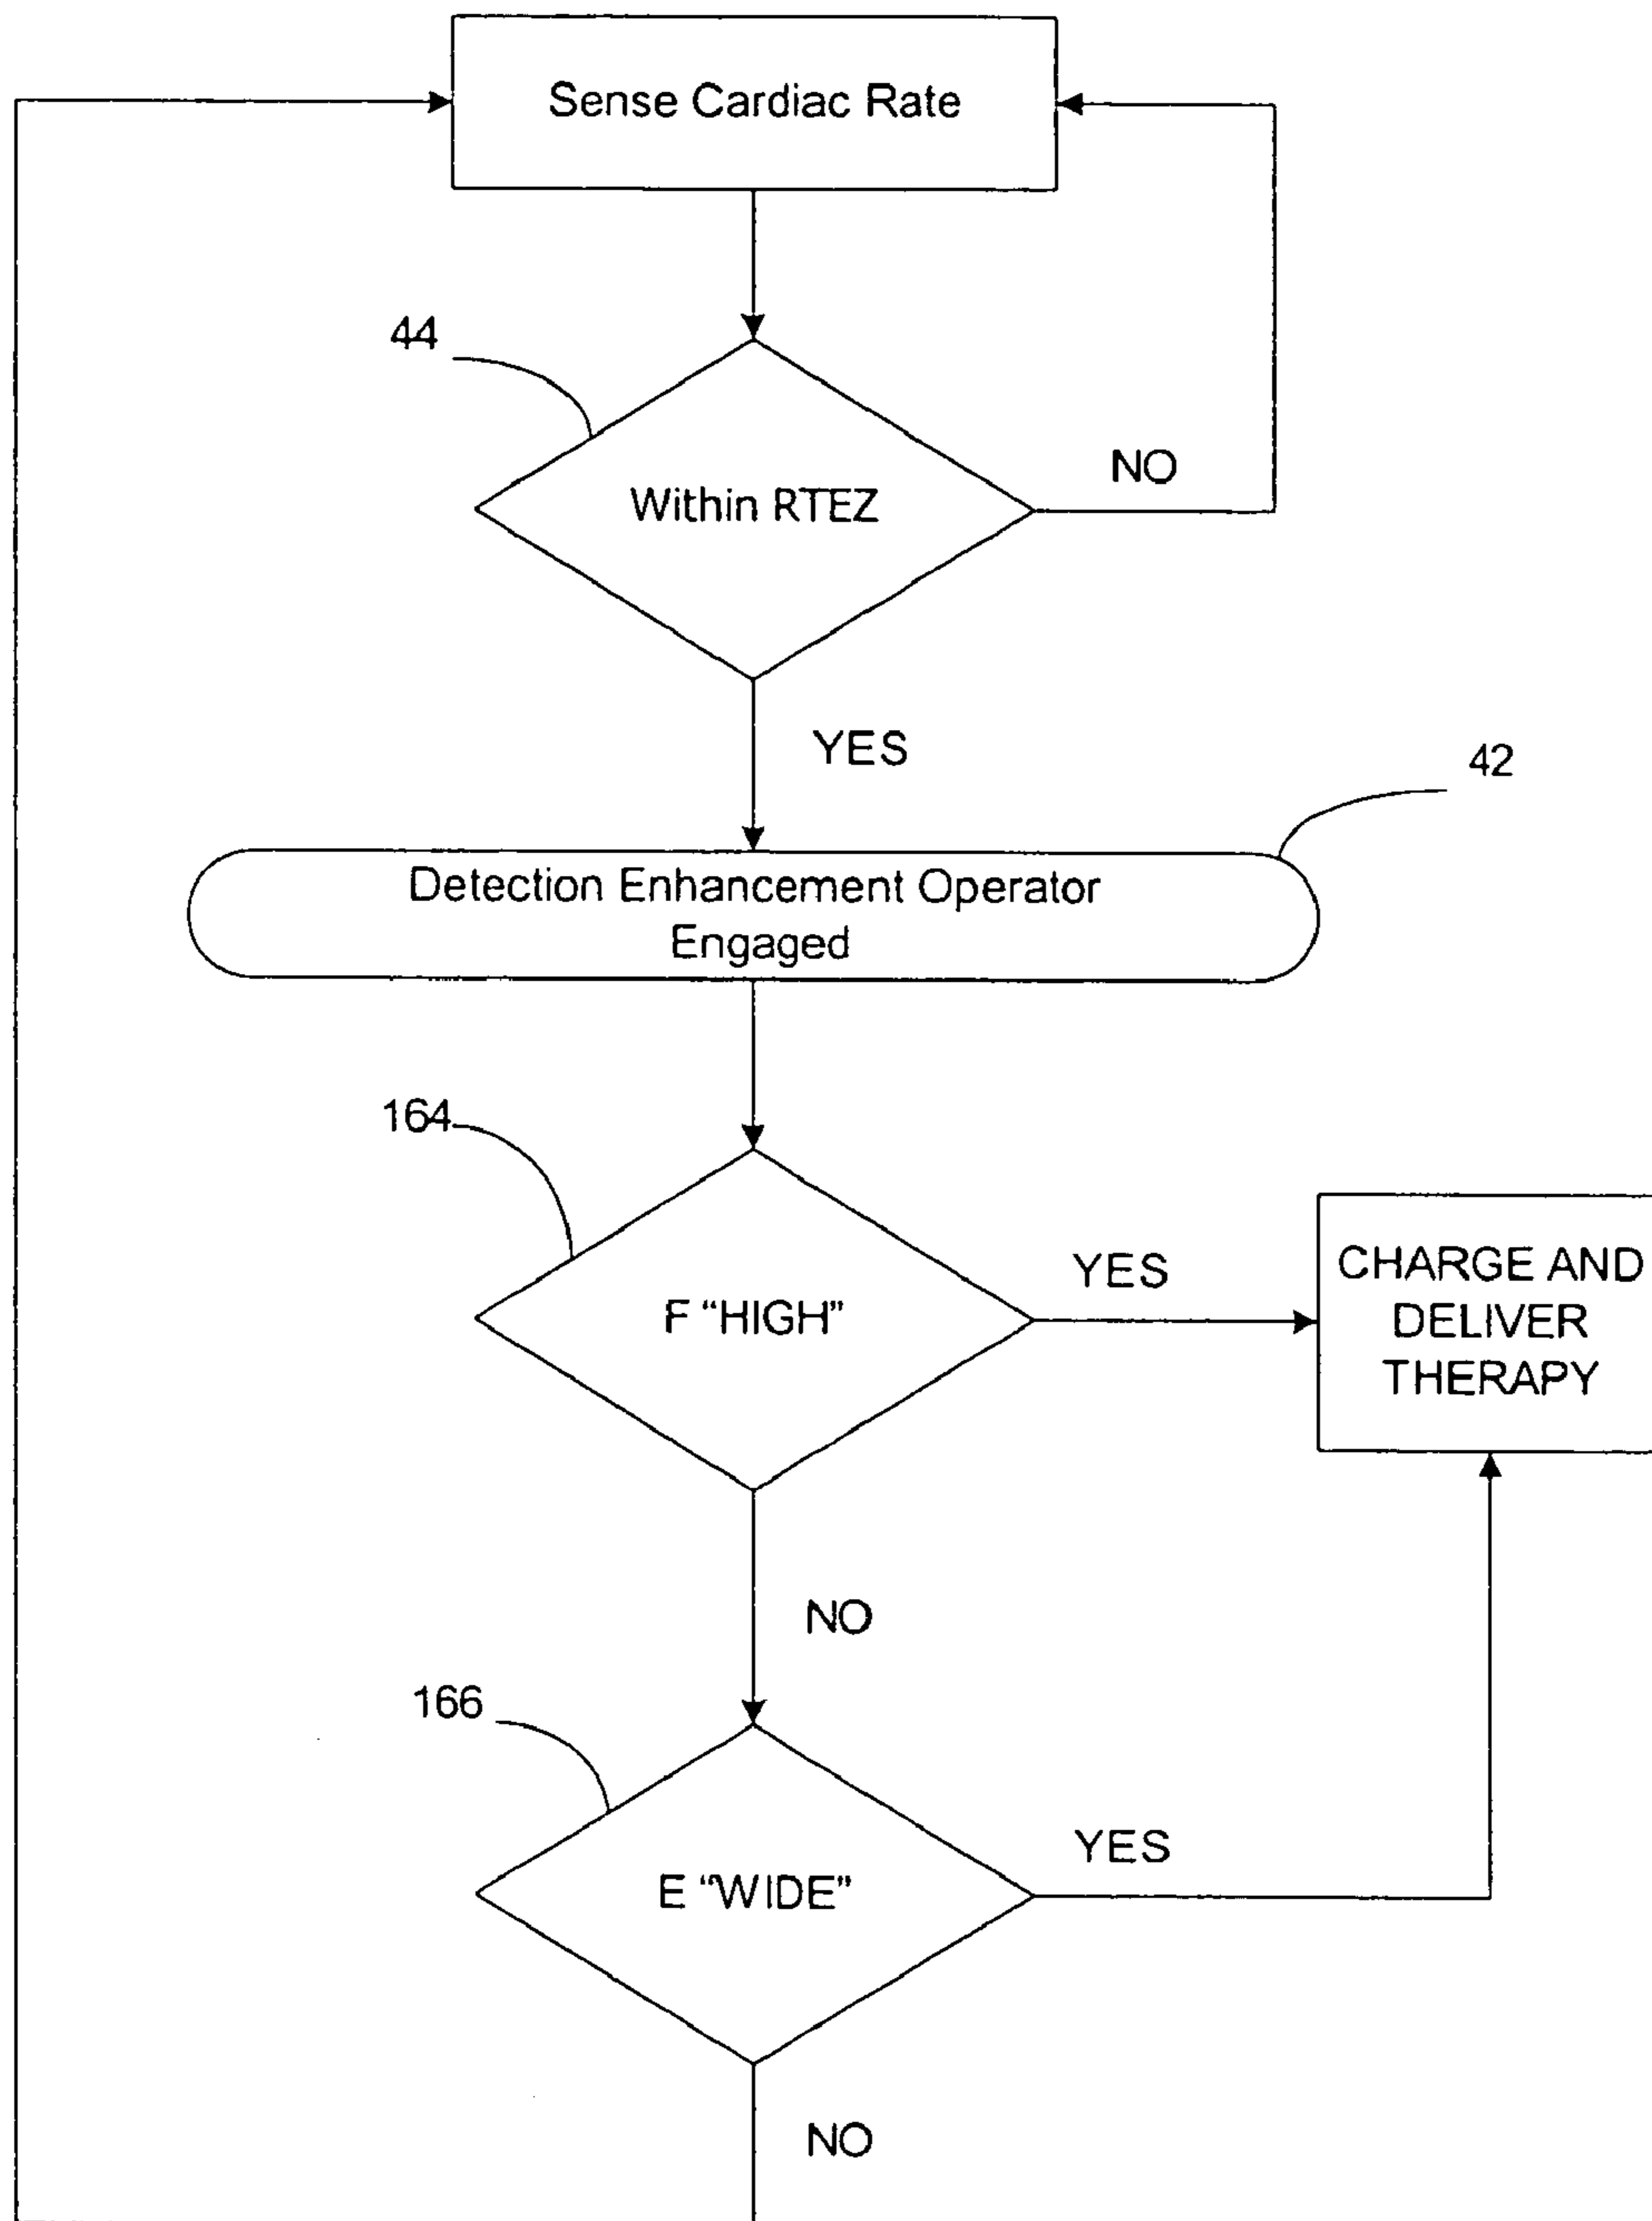 Sense Cardiac Rate
44
Within RTEZ
NO
YES
42
Detection Enhancement Operator
Engaged
164
F “HIGH”
YES
CHARGE AND
DELIVER
THERAPY
NO
166
E “WIDE”
YES
NO